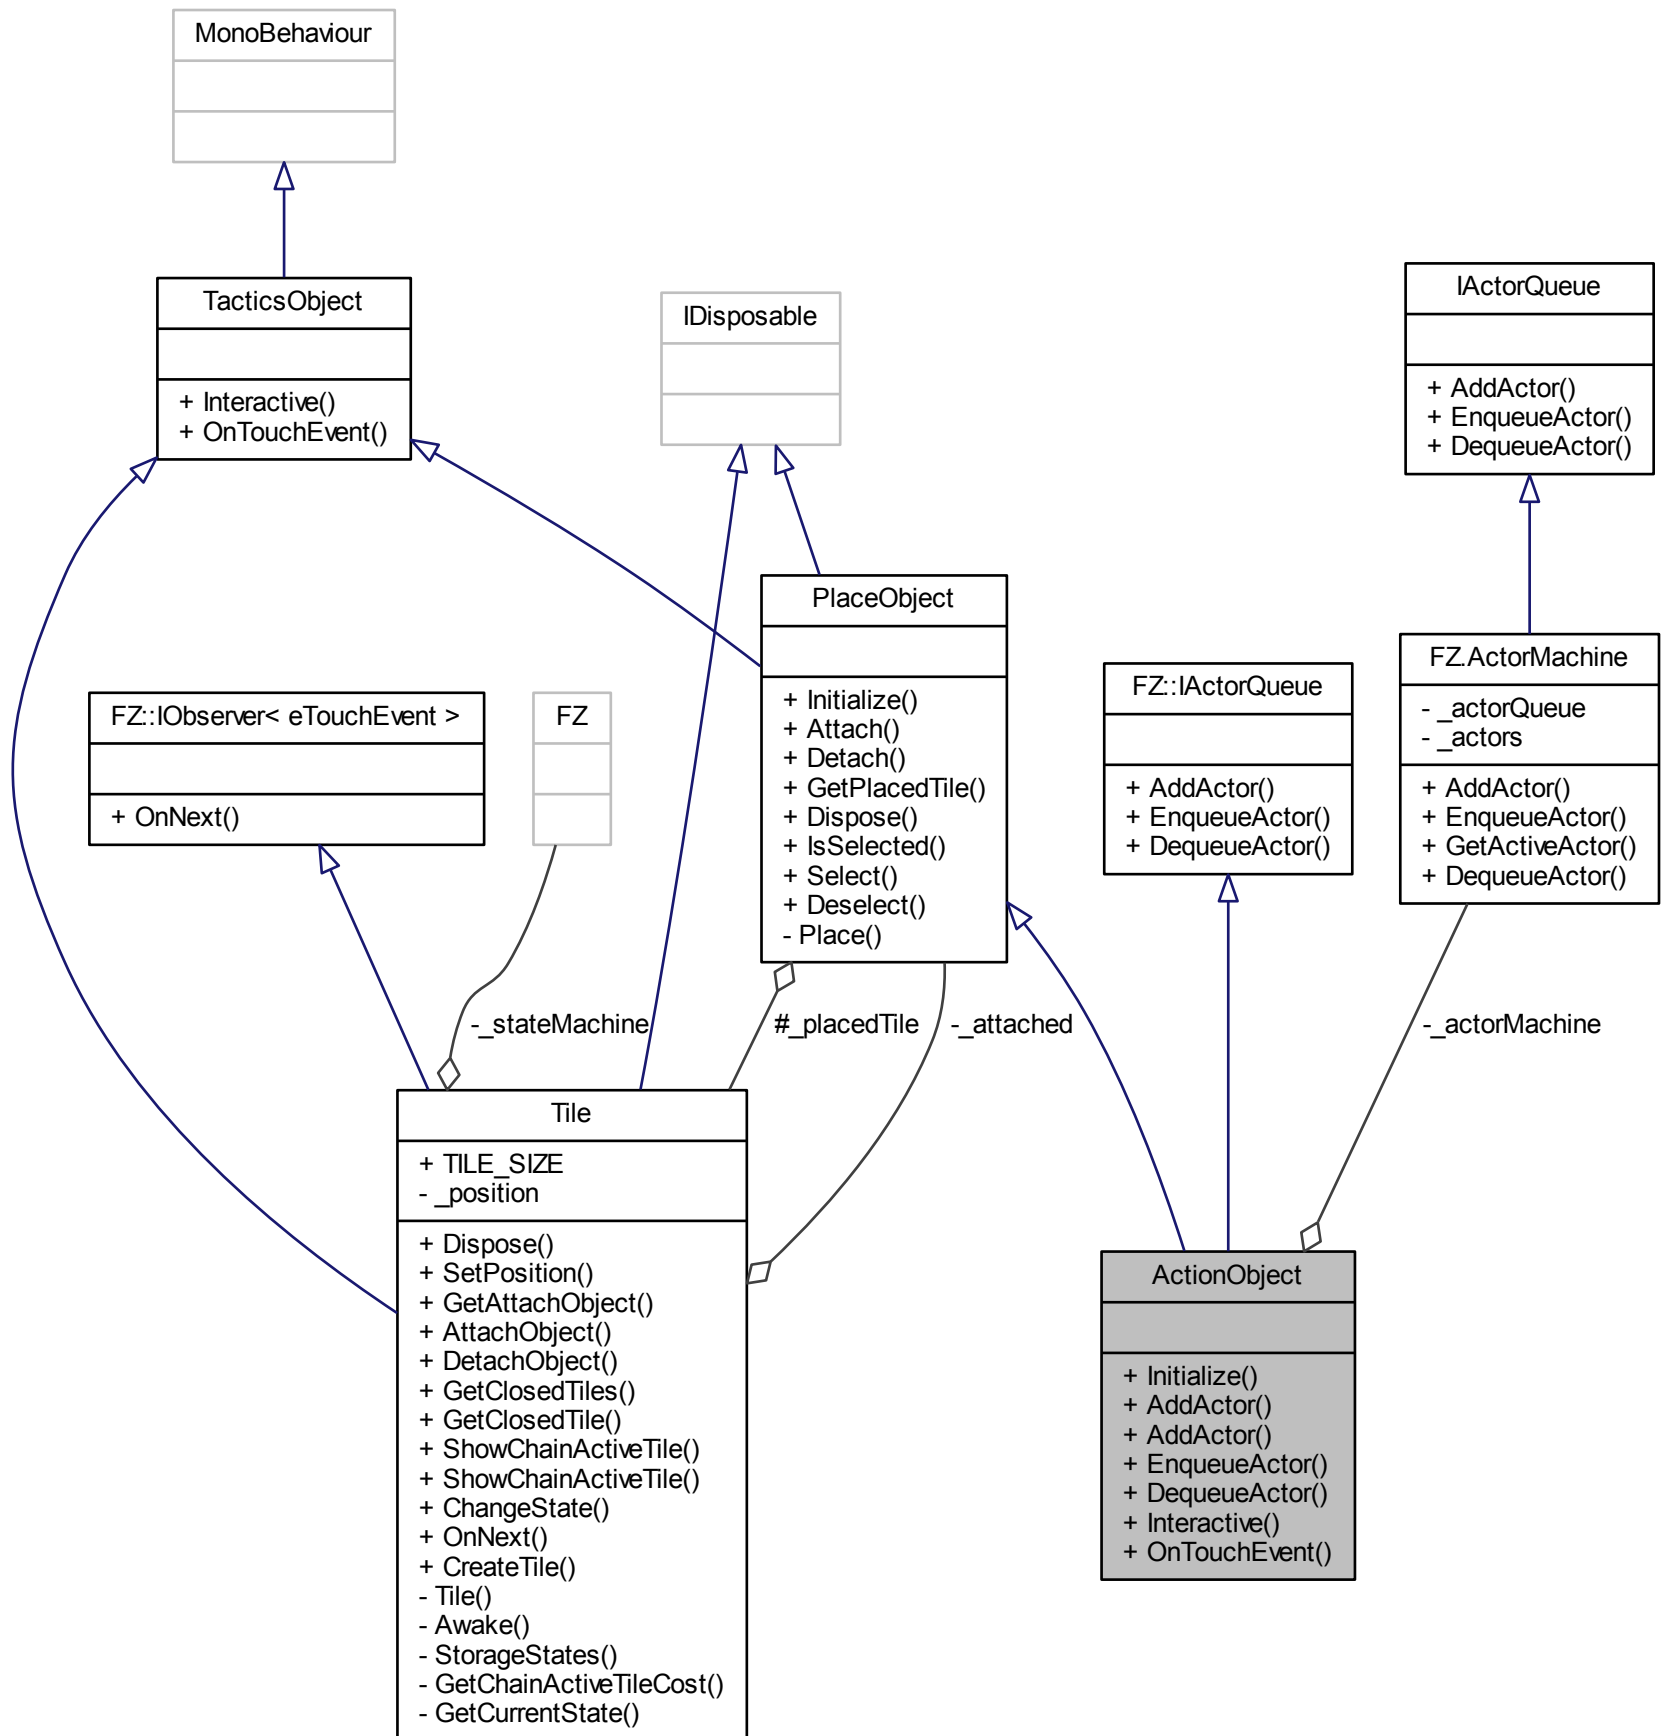 MonoBehaviour
TacticsObject
+ Interactive()
+ OnTouchEvent()
IDisposable
IActorQueue
+ AddActor()
+ EnqueueActor()
+ DequeueActor()
PlaceObject
+ Initialize()
+ Attach()
+ Detach()
+ GetPlacedTile()
+ Dispose()
+ IsSelected()
+ Select()
+ Deselect()
- Place()
FZ::IObserver< eTouchEvent >
+ OnNext()
FZ
FZ::IActorQueue
+ AddActor()
+ EnqueueActor()
+ DequeueActor()
FZ.ActorMachine
- _actorQueue
- _actors
+ AddActor()
+ EnqueueActor()
+ GetActiveActor()
+ DequeueActor()
-_stateMachine
#_placedTile
-_attached
-_actorMachine
Tile
+ TILE_SIZE
- _position
+ Dispose()
+ SetPosition()
+ GetAttachObject()
+ AttachObject()
+ DetachObject()
+ GetClosedTiles()
+ GetClosedTile()
+ ShowChainActiveTile()
+ ShowChainActiveTile()
+ ChangeState()
+ OnNext()
+ CreateTile()
- Tile()
- Awake()
- StorageStates()
- GetChainActiveTileCost()
- GetCurrentState()
ActionObject
+ Initialize()
+ AddActor()
+ AddActor()
+ EnqueueActor()
+ DequeueActor()
+ Interactive()
+ OnTouchEvent()